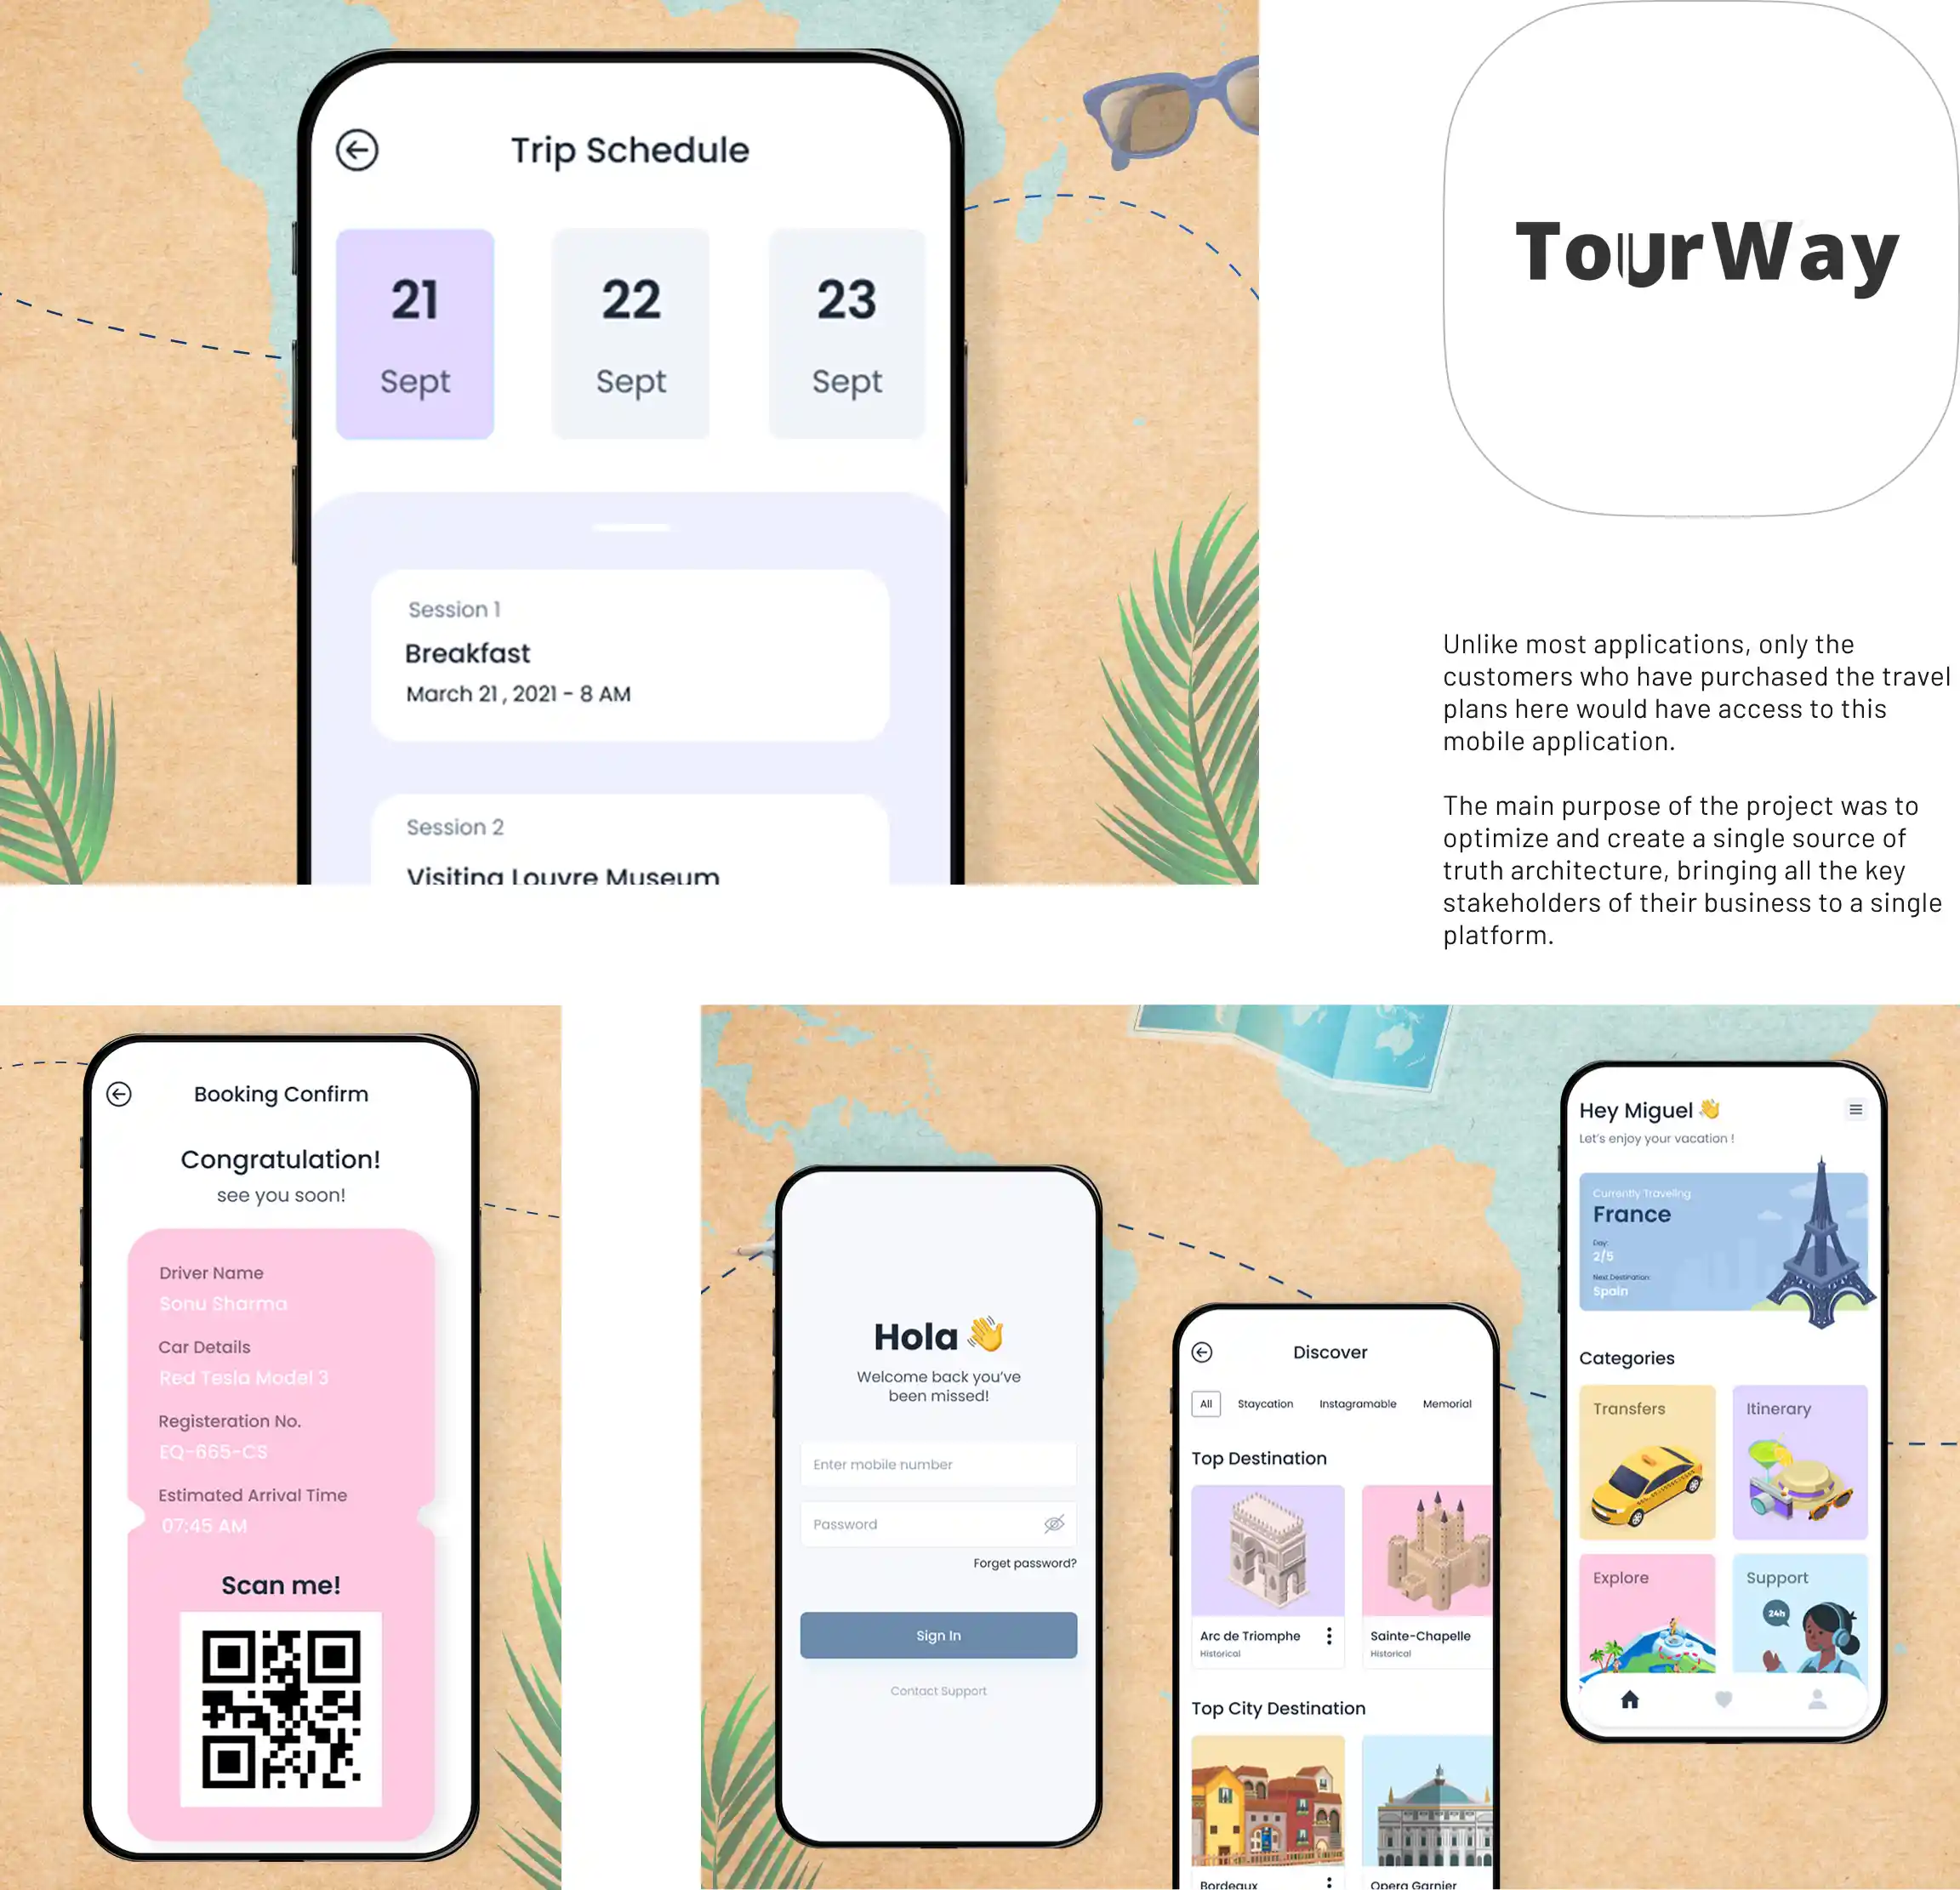 Trip Schedule
21
Sept
22
Sept
23
Sept
Session 1
Breakfast
March 21 , 2021 - 8 AM
Session 2
Visiting Louvre Museum
TourWay
Unlike most applications, only the
customers who have purchased the travel
plans here would have access to this
mobile application.
The main purpose of the project was to
optimize and create a single source of
truth architecture, bringing all the key
stakeholders of their business to a single
platform.
Booking Confirm
Congratulation!
see you soon!
Driver Name
Sonu Sharma
Car Details
Red Tesla Model 3
Registeration No.
EQ-665-CS
Estimated Arrival Time
07:45 AM
Scan me!
Hola 👋
Welcome back you've
been missed!
Enter mobile number
Password
Forget password?
Sign In
Contact Support
Discover
All Staycation Instagramable Memorial
Top Destination
Arc de Triomphe
Historical
Sainte-Chapelle
Historical
Top City Destination
Bordeaux
Opera Garnier
Hey Miguel 👋
Let's enjoy your vacation !
Currently Traveling
France
Day:
2/5
Next Destination:
Spain
Categories
Transfers
Itinerary
Explore
Support
24h